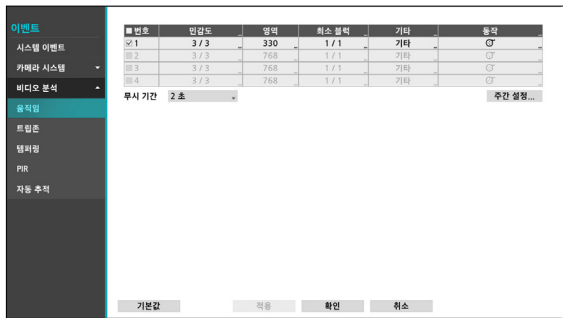 이벤트
시스템 이벤트
카메라 시스템
비디오 분석
움직임
트립존
템퍼링
PIR
자동 추적
번호 민감도 영역 최소 블럭 기타 동작
1 3 / 3 330 1 / 1 기타
2 3 / 3 768 1 / 1 기타
3 3 / 3 768 1 / 1 기타
4 3 / 3 768 1 / 1 기타
무시 기간 2 초 주간 설정...
기본값 적용 확인 취소